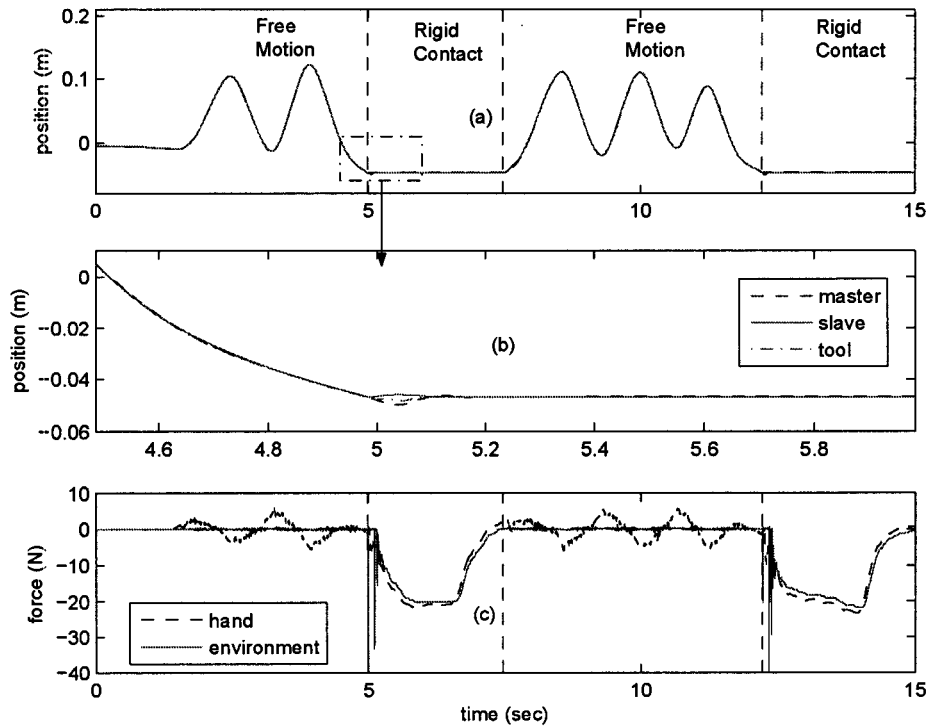 Free
Motion
Rigid
Contact
Free
Motion
Rigid
Contact
(a)
position (m)
0.2
0.1
0
0
5
10
15
position (m)
0
--0.02
--0.04
--0.06
(b)
master
slave
tool
4.6
4.8
5
5.2
5.4
5.6
5.8
force (N)
10
0
−10
−20
−30
−40
(c)
hand
environment
0
5
10
15
time (sec)